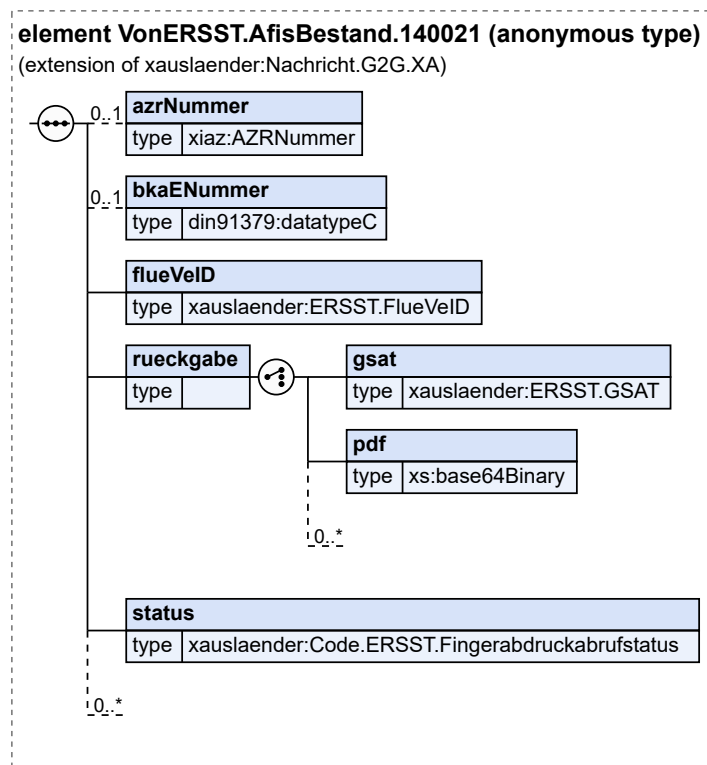 element VonERSST.AfisBestand.140021 (anonymous type)
(extension of xauslaender:Nachricht.G2G.XA)
0..1
azrNummer
type xiaz:AZRNummer
0..1
bkaENummer
type din91379:datatypeC
flueVeID
type xauslaender:ERSST.FlueVeID
rueckgabe
type
gsat
type xauslaender:ERSST.GSAT
pdf
type xs:base64Binary
0..*
status
type xauslaender:Code.ERSST.Fingerabdruckabrufstatus
0..*